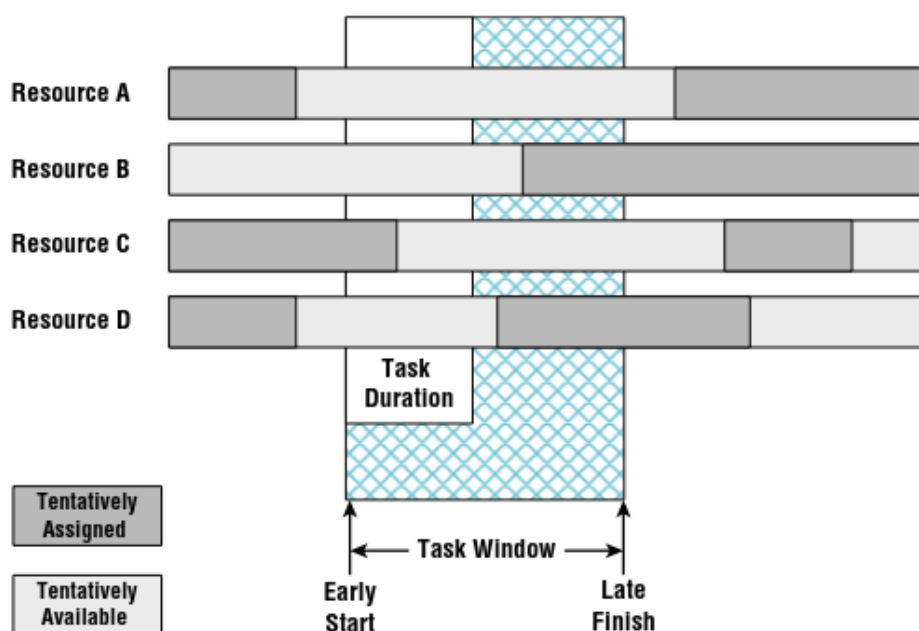 Resource A
Resource B
Resource C
Resource D
Task
Duration
Tentatively
Assigned
Task Window
Tentatively
Available
Early
Start
Late
Finish